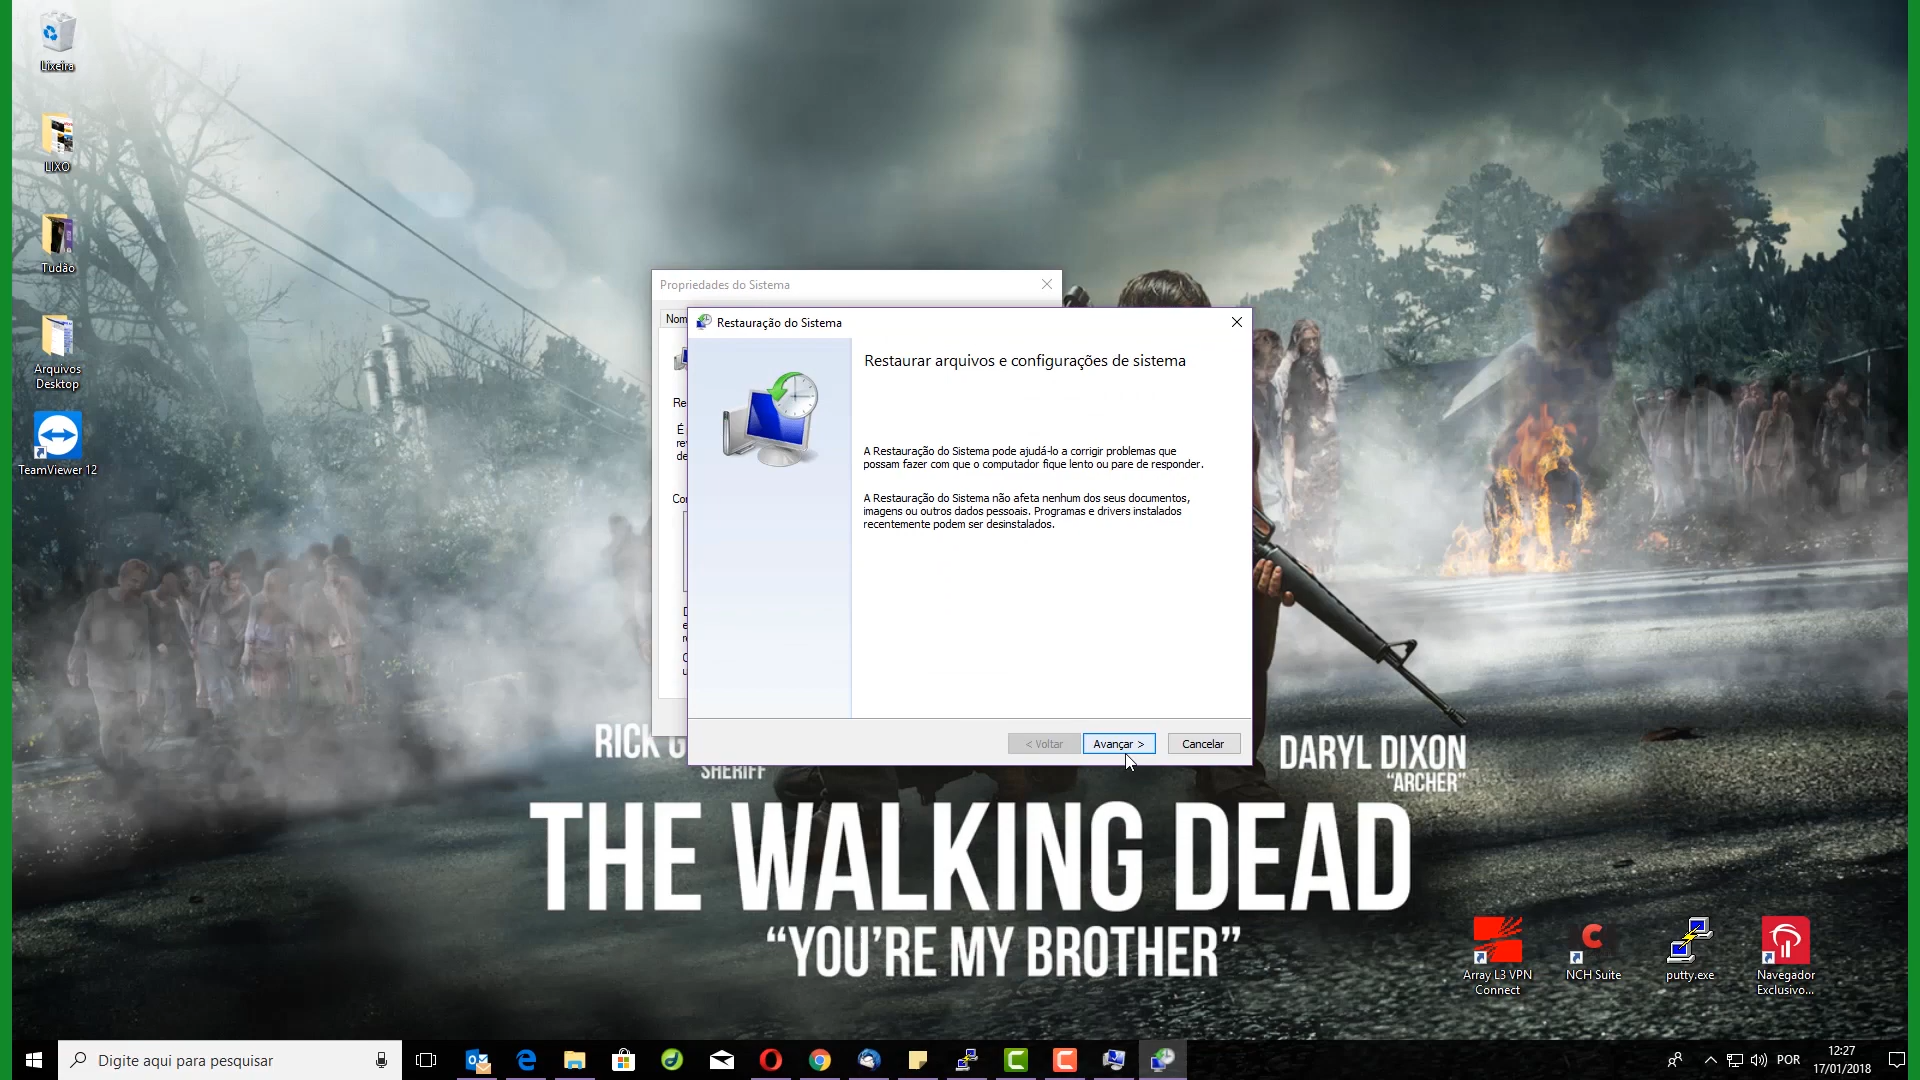 Lixeira
LIXO
Tudão
Arquivos
Desktop
TeamViewer 12
Propriedades do Sistema
Nom
Re
É
re
de
Co
Restauração do Sistema
Restaurar arquivos e configurações de sistema
A Restauração do Sistema pode ajudá-lo a corrigir problemas que
possam fazer com que o computador fique lento ou pare de responder.
A Restauração do Sistema não afeta nenhum dos seus documentos,
imagens ou outros dados pessoais. Programas e drivers instalados
recentemente podem ser desinstalados.
< Voltar
Avançar >
Cancelar
RICK G
SHERIFF
DARYL DIXON
“ARCHER”
THE WALKING DEAD
“YOU’RE MY BROTHER”
Array L3 VPN
Connect
NCH Suite
putty.exe
Navegador
Exclusivo...
Digite aqui para pesquisar
POR
12:27
17/01/2018